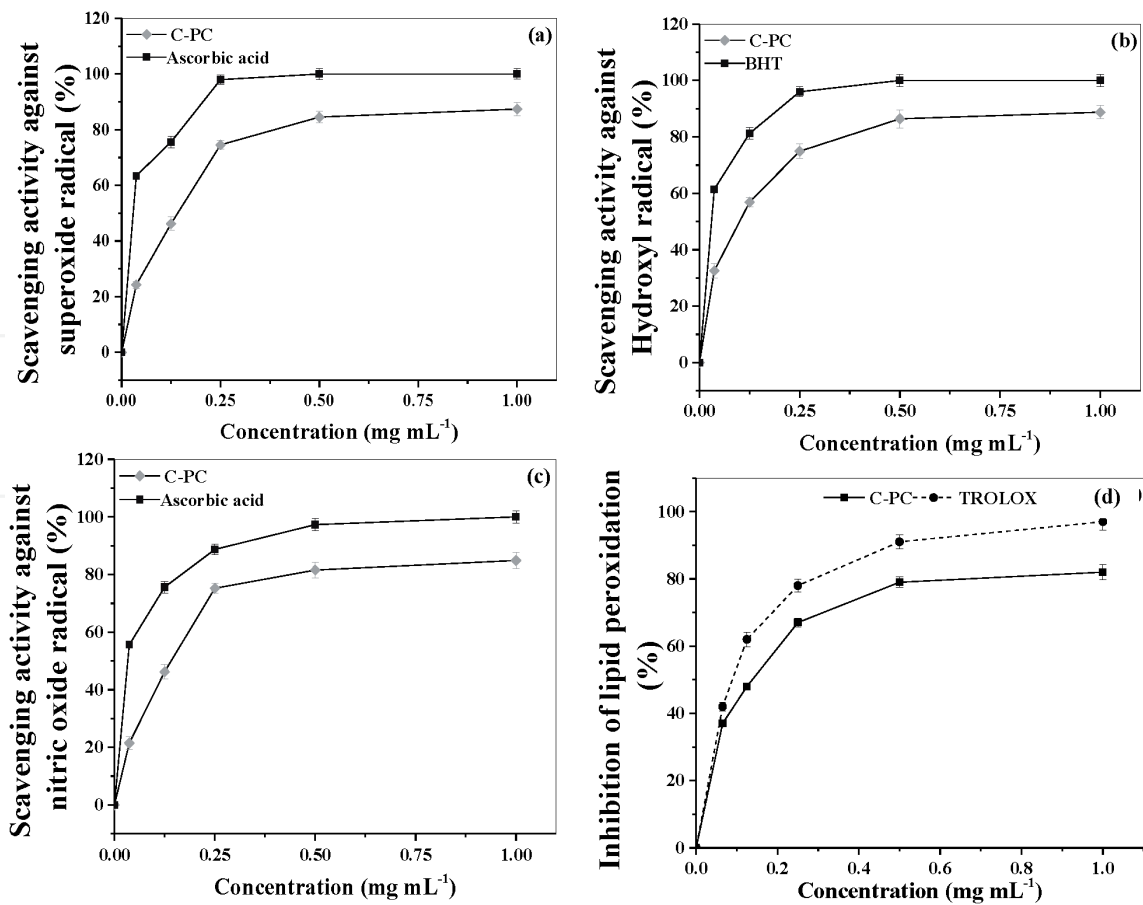 (a)
C-PC
Ascorbic acid
Scavenging activity against
superoxide radical (%)
120
100
80
60
40
20
0
0.00 0.25 0.50 0.75 1.00
Concentration (mg mL⁻¹)
(b)
C-PC
BHT
Scavenging activity against
Hydroxyl radical (%)
120
100
80
60
40
20
0
0.00 0.25 0.50 0.75 1.00
Concentration (mg mL⁻¹)
(c)
C-PC
Ascorbic acid
Scavenging activity against
nitric oxide radical (%)
120
100
80
60
40
20
0
0.00 0.25 0.50 0.75 1.00
Concentration (mg mL⁻¹)
(d)
C-PC TROLOX
Inhibition of lipid peroxidation
(%)
100
80
60
40
20
0
0.0 0.2 0.4 0.6 0.8 1.0
Concentration (mg mL⁻¹)